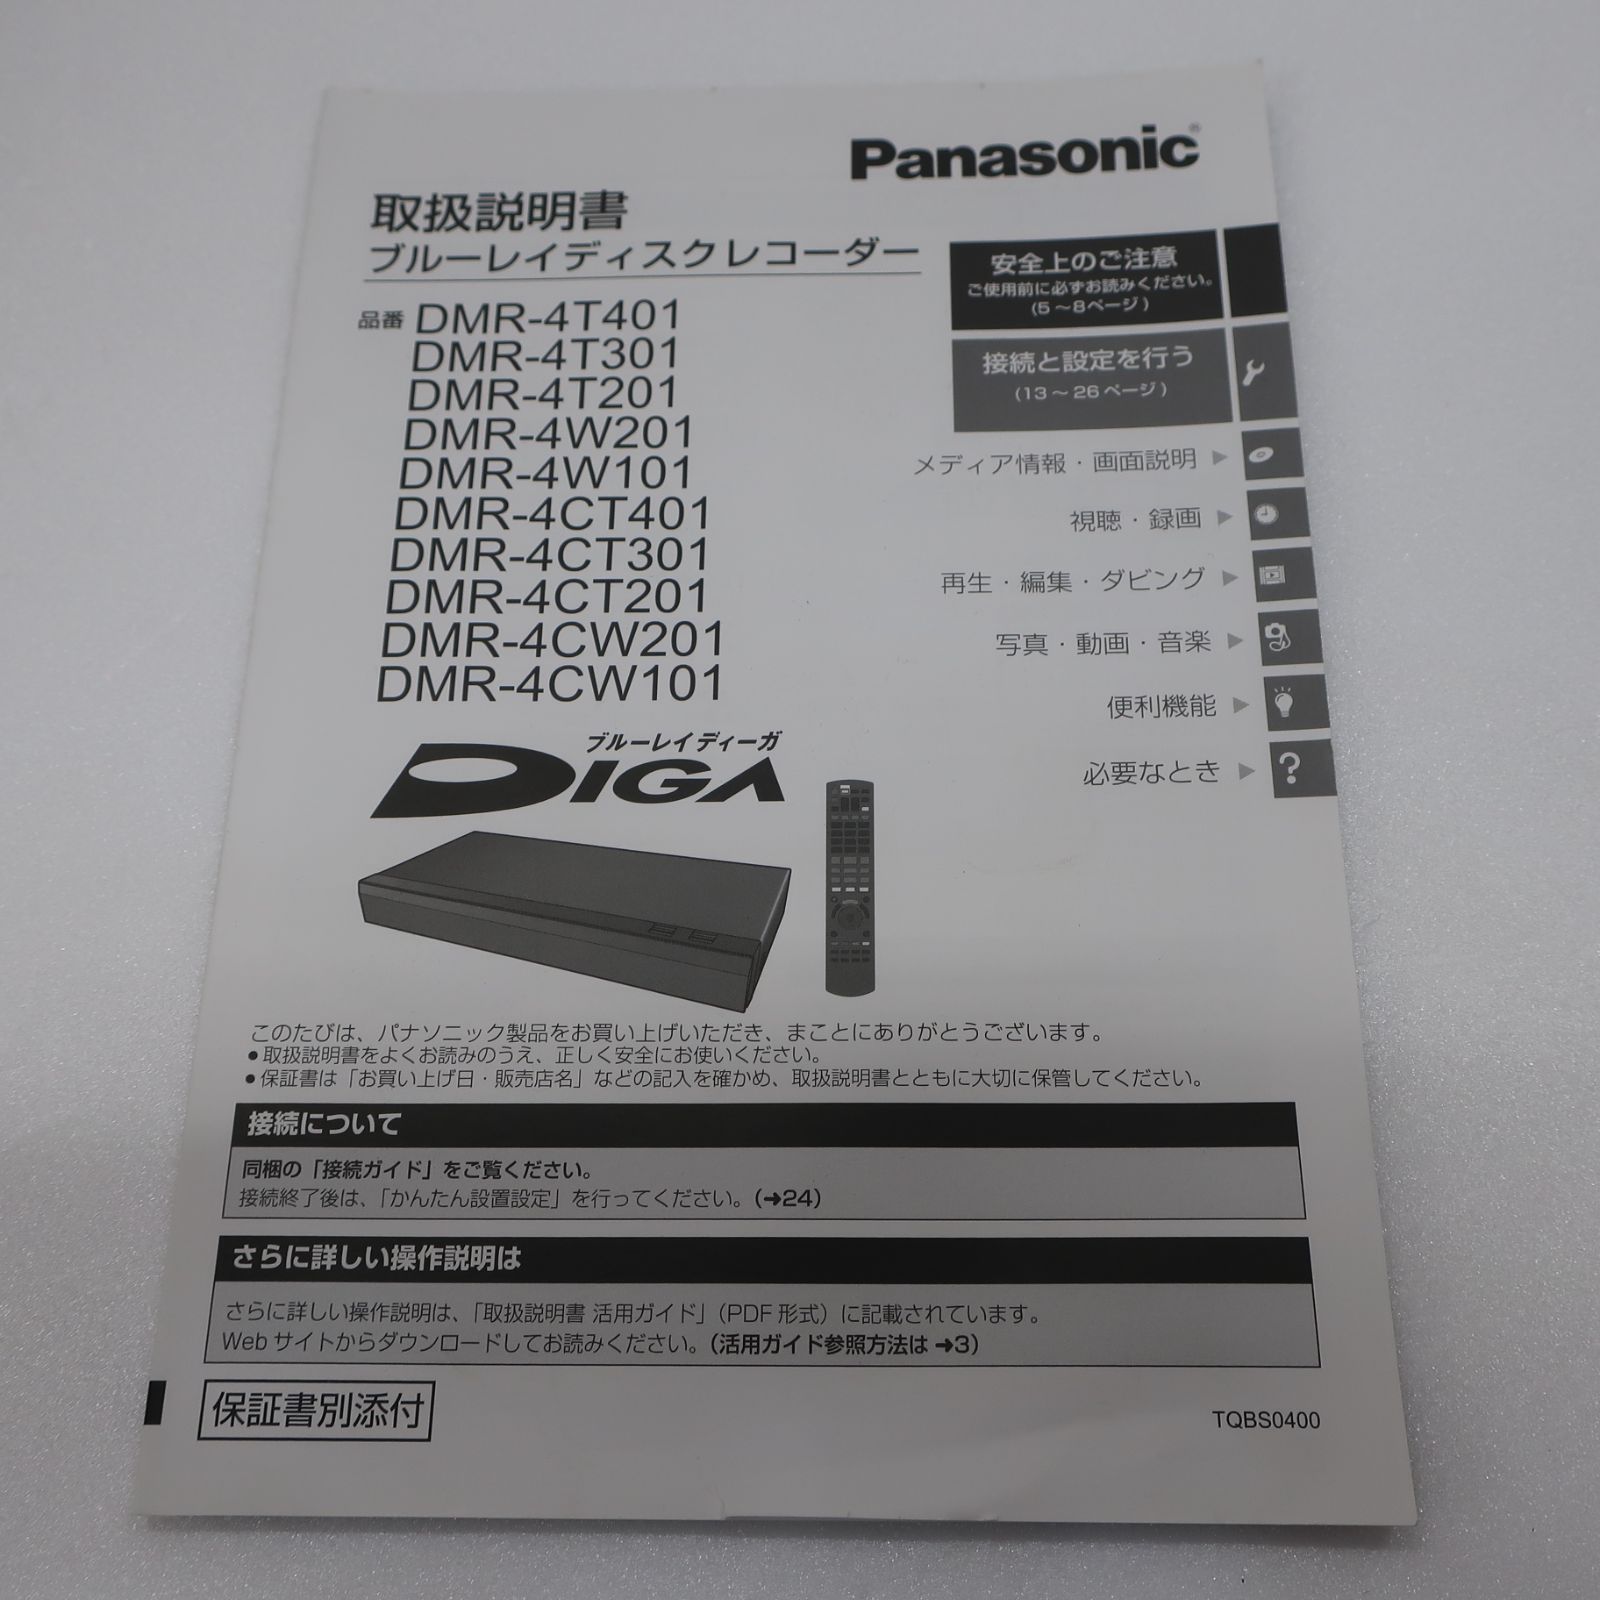 Panasonic®
取扱説明書
ブルーレイディスクレコーダー
品番 DMR-4T401
DMR-4T301
DMR-4T201
DMR-4W201
DMR-4W101
DMR-4CT401
DMR-4CT301
DMR-4CT201
DMR-4CW201
DMR-4CW101
安全上のご注意
ご使用前に必ずお読みください。
(5～8ページ)
接続と設定を行う
(13～26ページ)
メディア情報・画面説明 ▶
視聴・録画 ▶
再生・編集・ダビング ▶
写真・動画・音楽 ▶
便利機能 ▶
必要なとき ▶ ?
ブルーレイディーガ
DIGA
このたびは、パナソニック製品をお買い上げいただき、まことにありがとうございます。
●取扱説明書をよくお読みのうえ、正しく安全にお使いください。
●保証書は「お買い上げ日・販売店名」などの記入を確かめ、取扱説明書とともに大切に保管してください。
接続について
同梱の「接続ガイド」をご覧ください。
接続終了後は、「かんたん設置設定」を行ってください。(➔24)
さらに詳しい操作説明は
さらに詳しい操作説明は、「取扱説明書 活用ガイド」(PDF 形式) に記載されています。
Web サイトからダウンロードしてお読みください。(活用ガイド参照方法は ➔3)
保証書別添付
TQBS0400